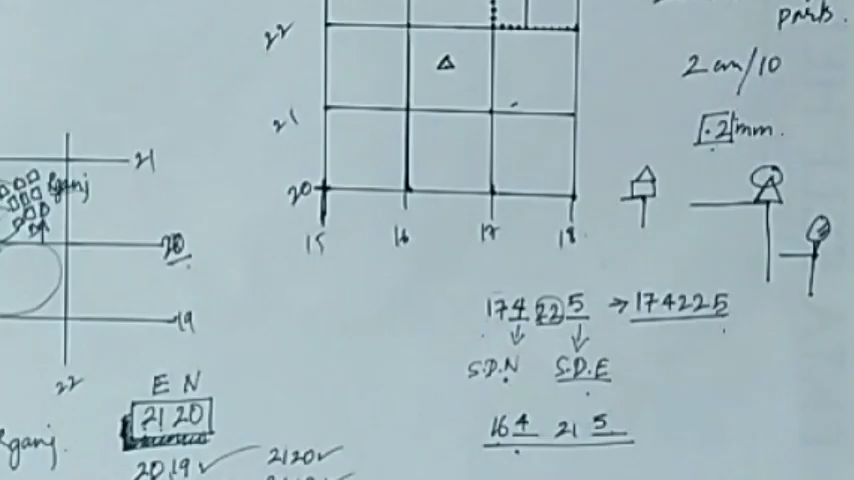 parts.
22
2 cm/10
21
.2 mm.
21
20
20
15 16 17 18
19
174 22 5 → 174225
22
S.D.N S.D.E
E N
2120
164 21 5
2019 ✓ 2120 ✓